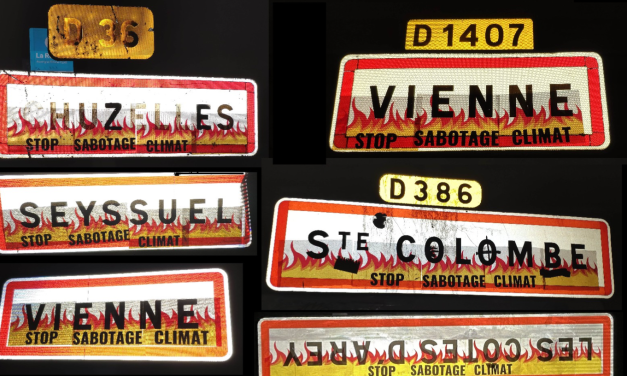 D 36
HUZELLES
STOP SABOTAGE CLIMAT
D 1407
VIENNE
STOP SABOTAGE CLIMAT
SEYSSUEL
STOP SABOTAGE CLIMAT
D 386
STE COLOMBE
STOP SABOTAGE CLIMAT
VIENNE
STOP SABOTAGE CLIMAT
LES COTES D'AREY
STOP SABOTAGE CLIMAT